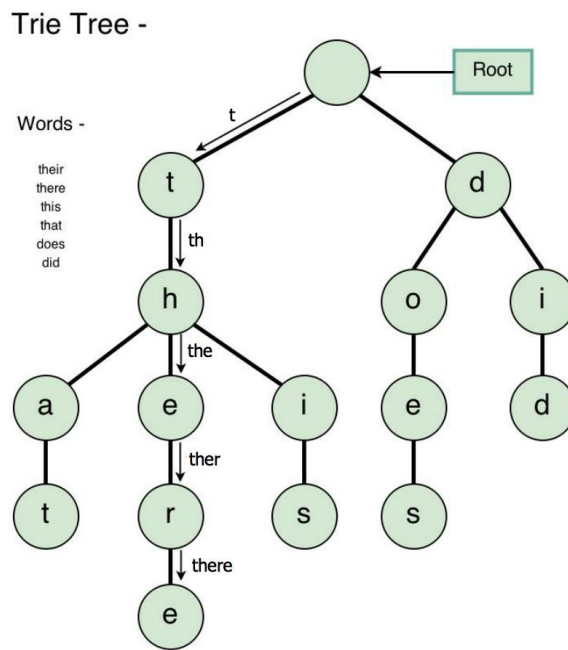 Trie Tree -
Root
t
Words -
their
there
this
that
does
did
t
d
th
h
o
i
the
a
e
i
e
d
ther
t
r
s
s
there
e